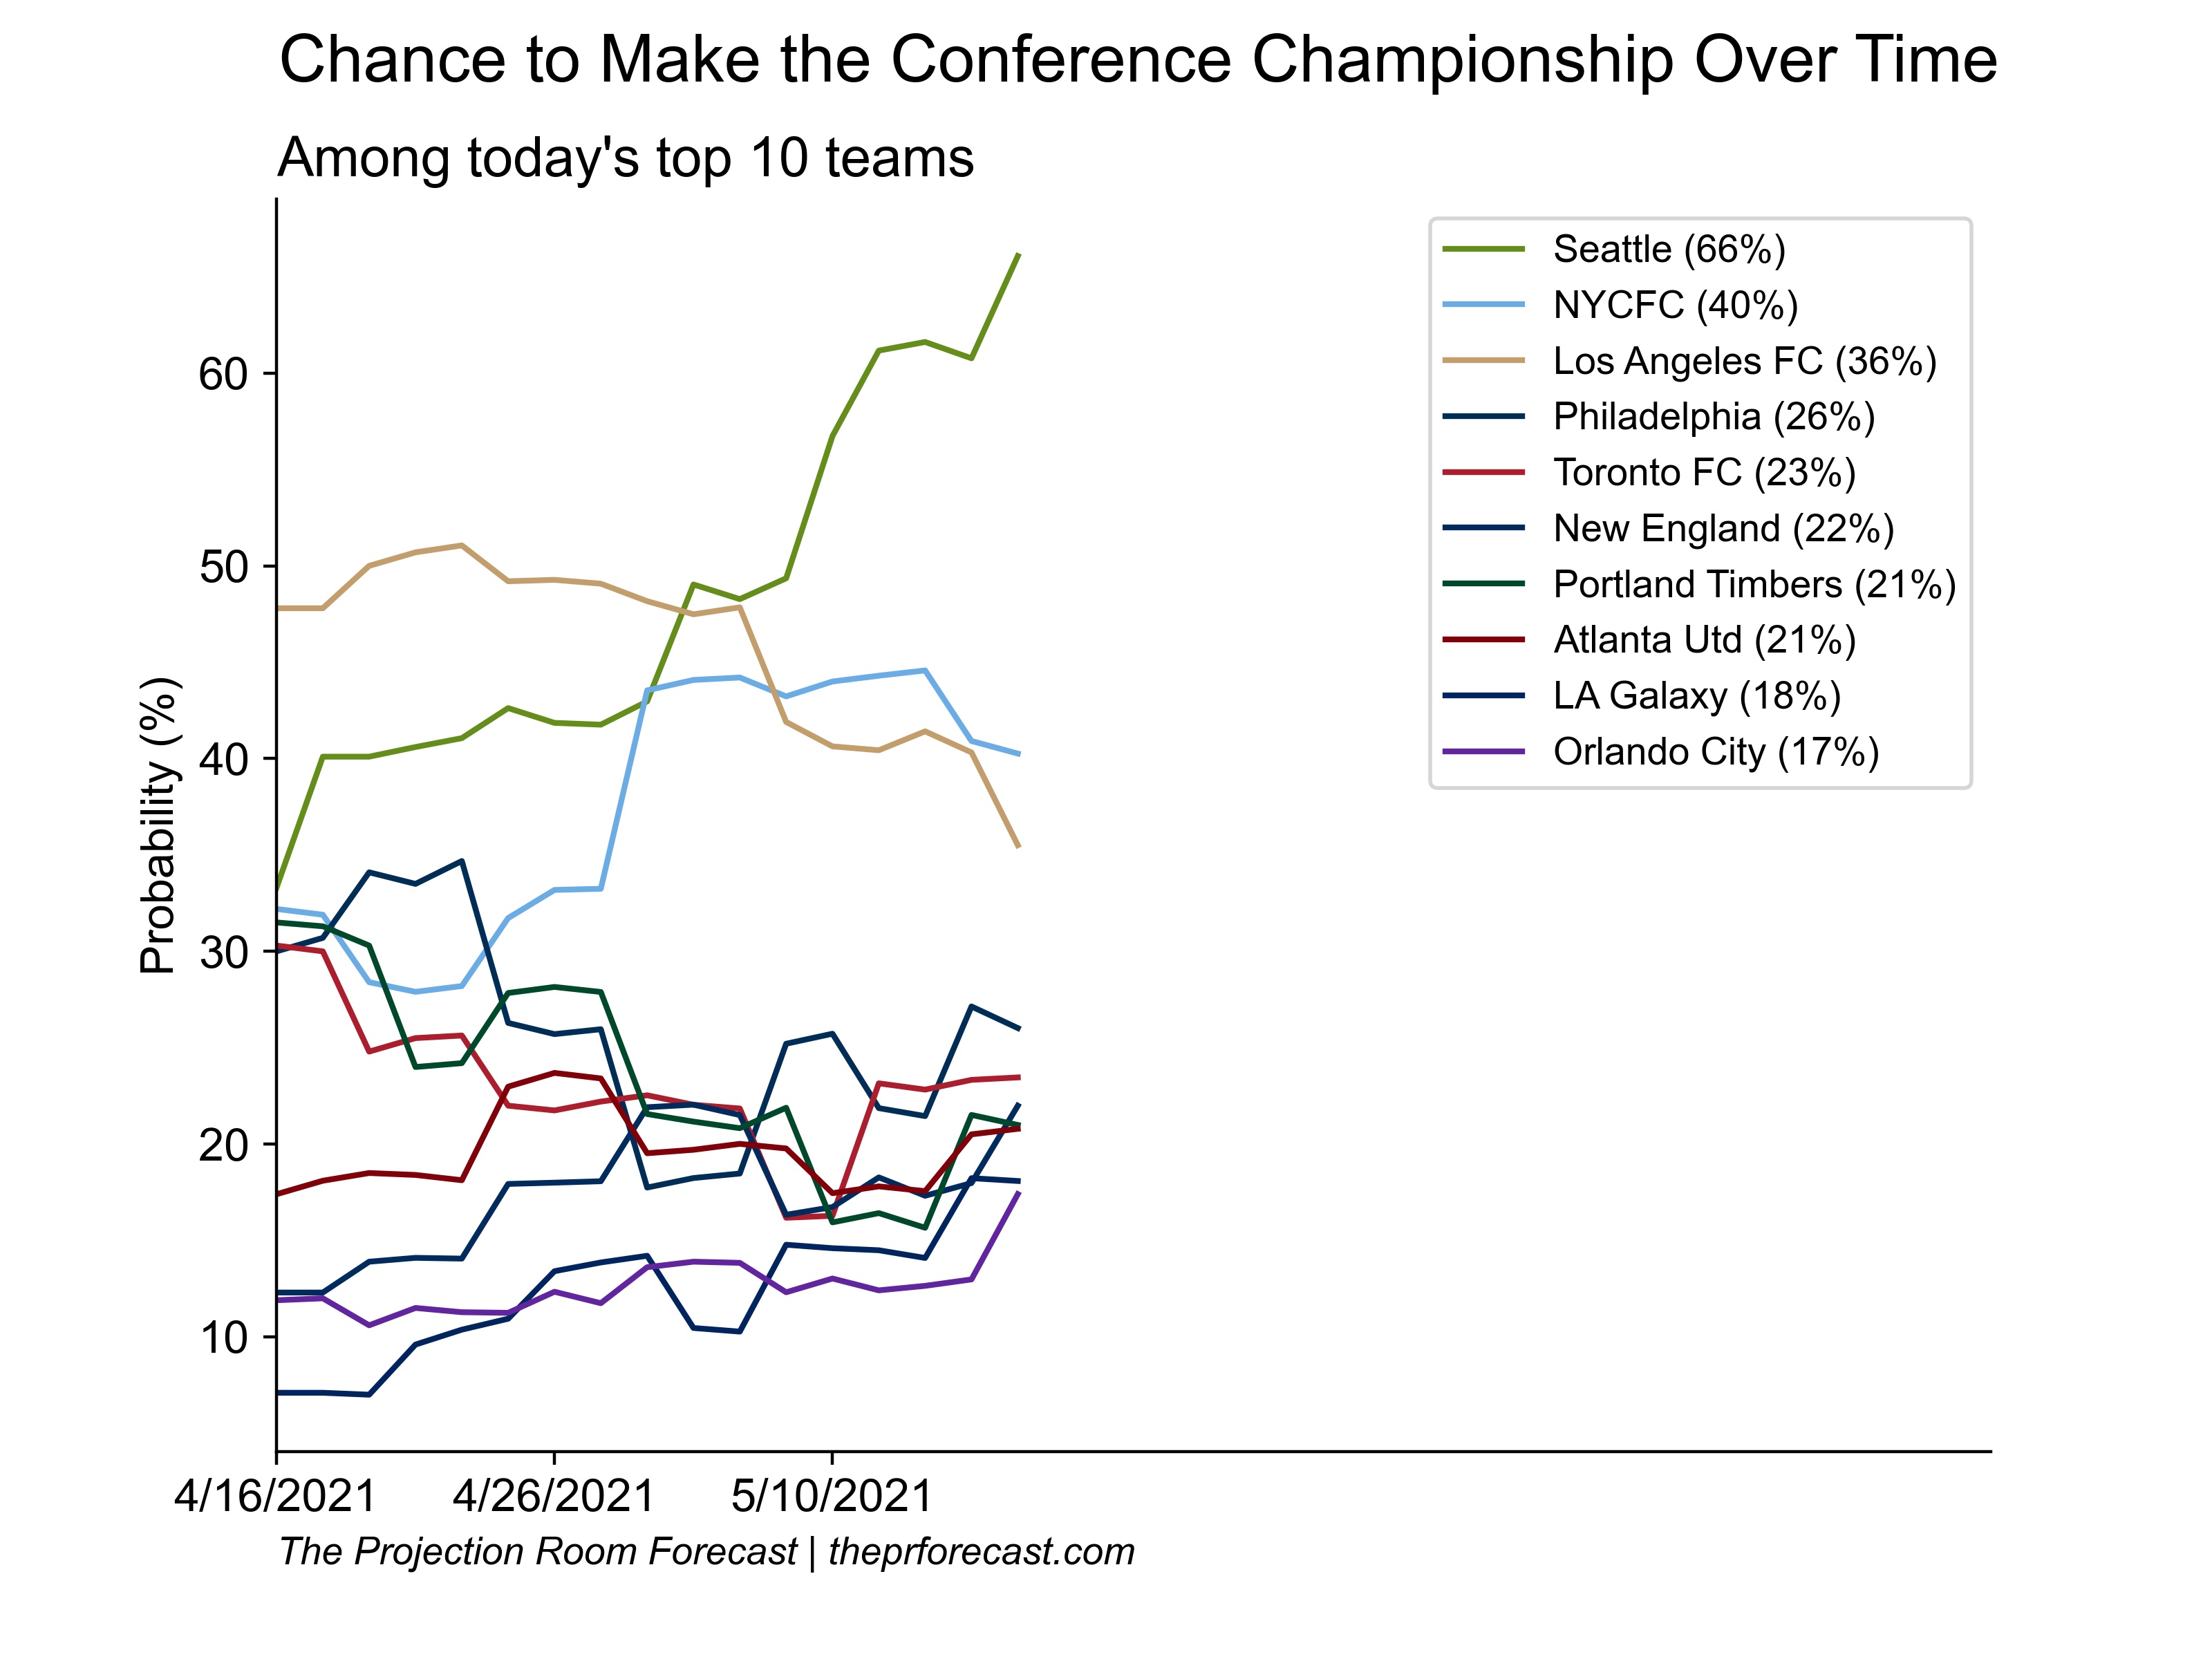 Chance to Make the Conference Championship Over Time
Among today's top 10 teams
Seattle (66%)
NYCFC (40%)
Los Angeles FC (36%)
Philadelphia (26%)
Toronto FC (23%)
New England (22%)
Portland Timbers (21%)
Atlanta Utd (21%)
LA Galaxy (18%)
Orlando City (17%)
Probability (%)
60
50
40
30
20
10
4/16/2021 4/26/2021 5/10/2021
The Projection Room Forecast | theprforecast.com